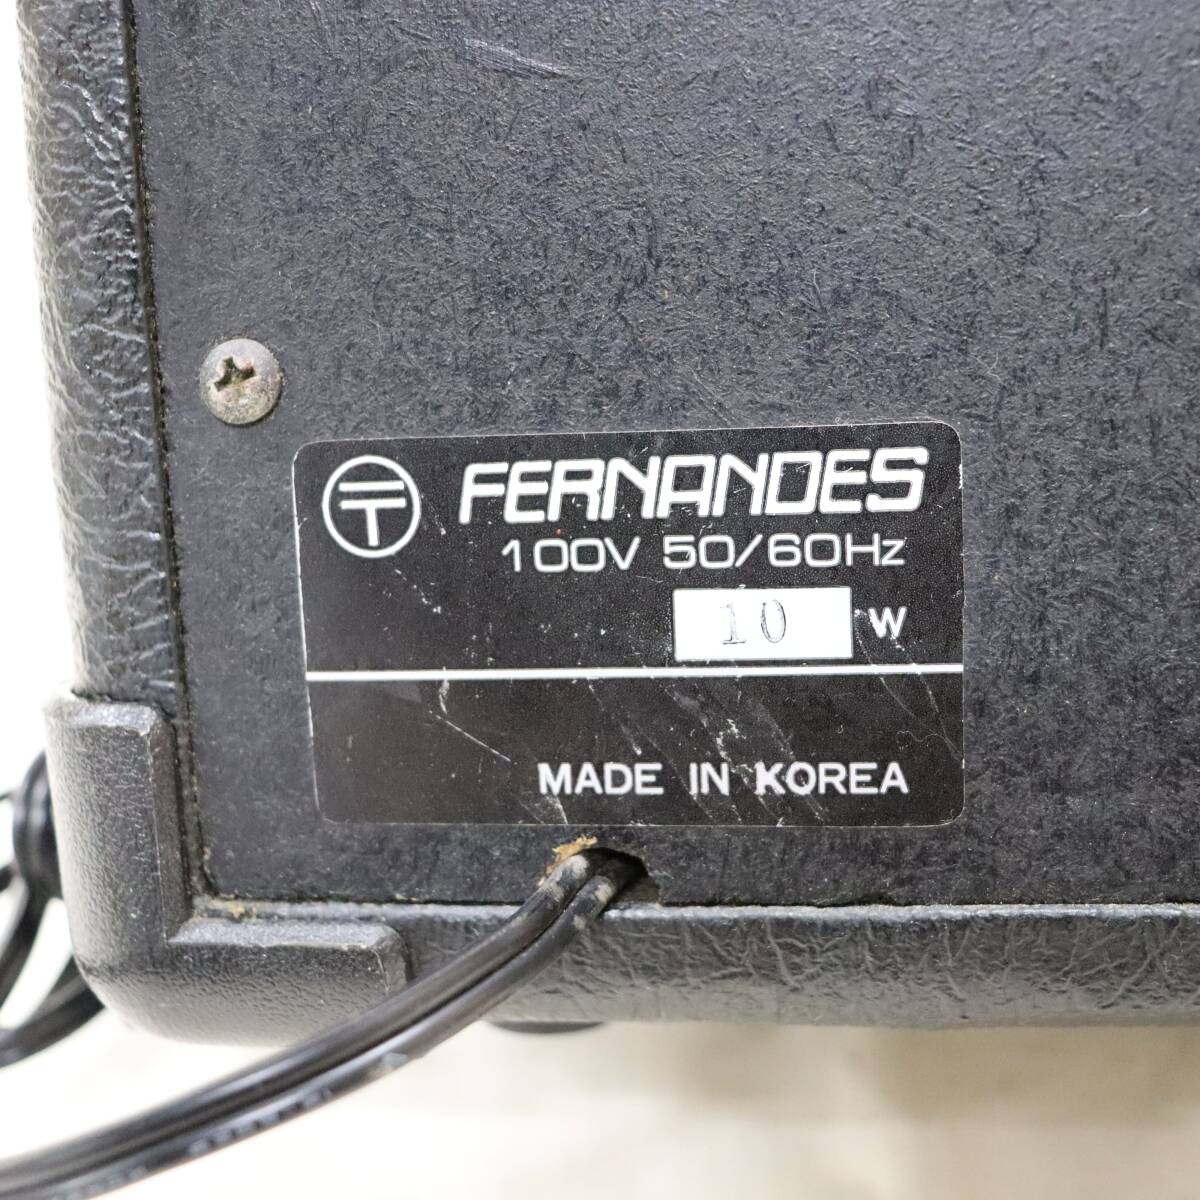 〒 FERNANDES
100V 50/60Hz
10 W
MADE IN KOREA